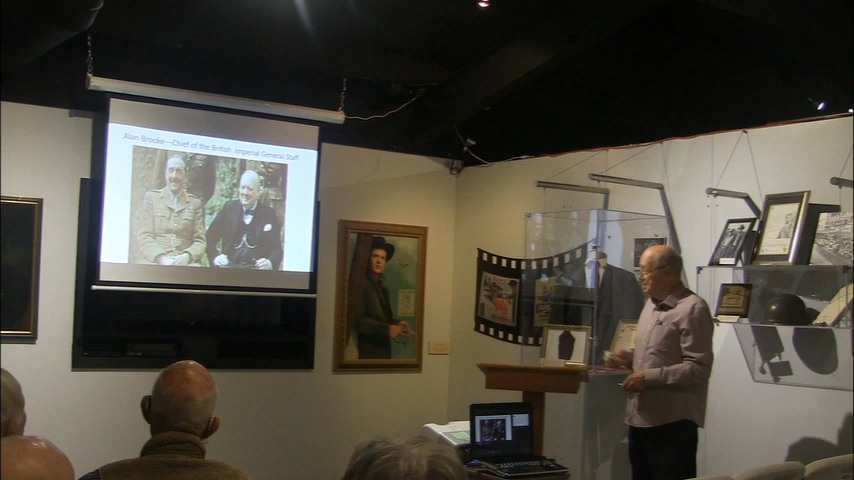 Alan Brooke—Chief of the British Imperial General Staff